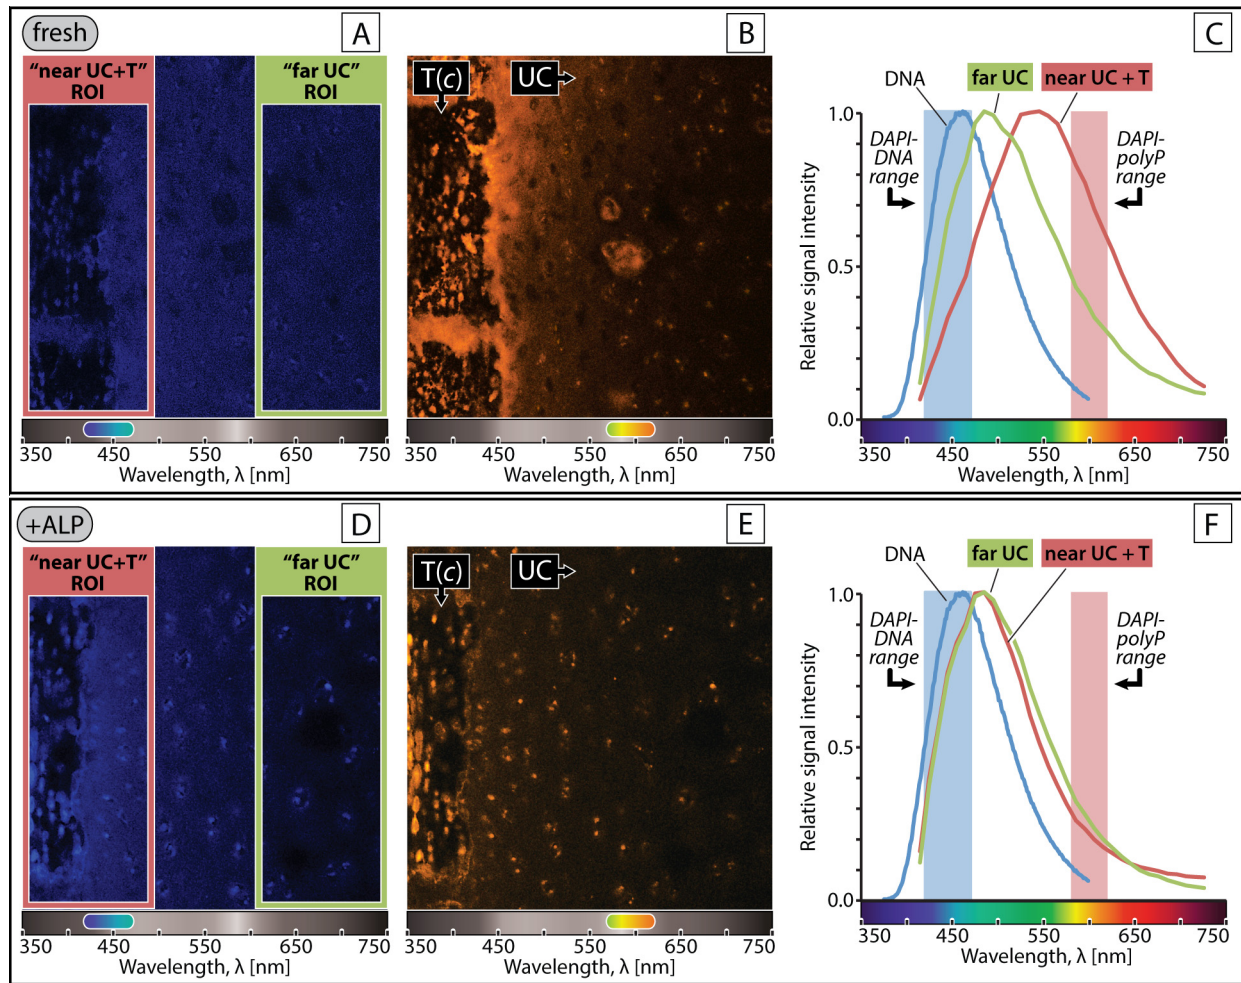 fresh
A
"near UC+T"
ROI
"far UC"
ROI
350 450 550 650 750
Wavelength, λ [nm]
B
T(c)
UC
350 450 550 650 750
Wavelength, λ [nm]
C
DNA
far UC
near UC + T
DAPI-
DNA
range
DAPI-
polyP
range
Relative signal intensity
1.0
0.5
0.0
350 450 550 650 750
Wavelength, λ [nm]
+ALP
D
"near UC+T"
ROI
"far UC"
ROI
350 450 550 650 750
Wavelength, λ [nm]
E
T(c)
UC
350 450 550 650 750
Wavelength, λ [nm]
F
DNA
far UC
near UC + T
DAPI-
DNA
range
DAPI-
polyP
range
Relative signal intensity
1.0
0.5
0.0
350 450 550 650 750
Wavelength, λ [nm]